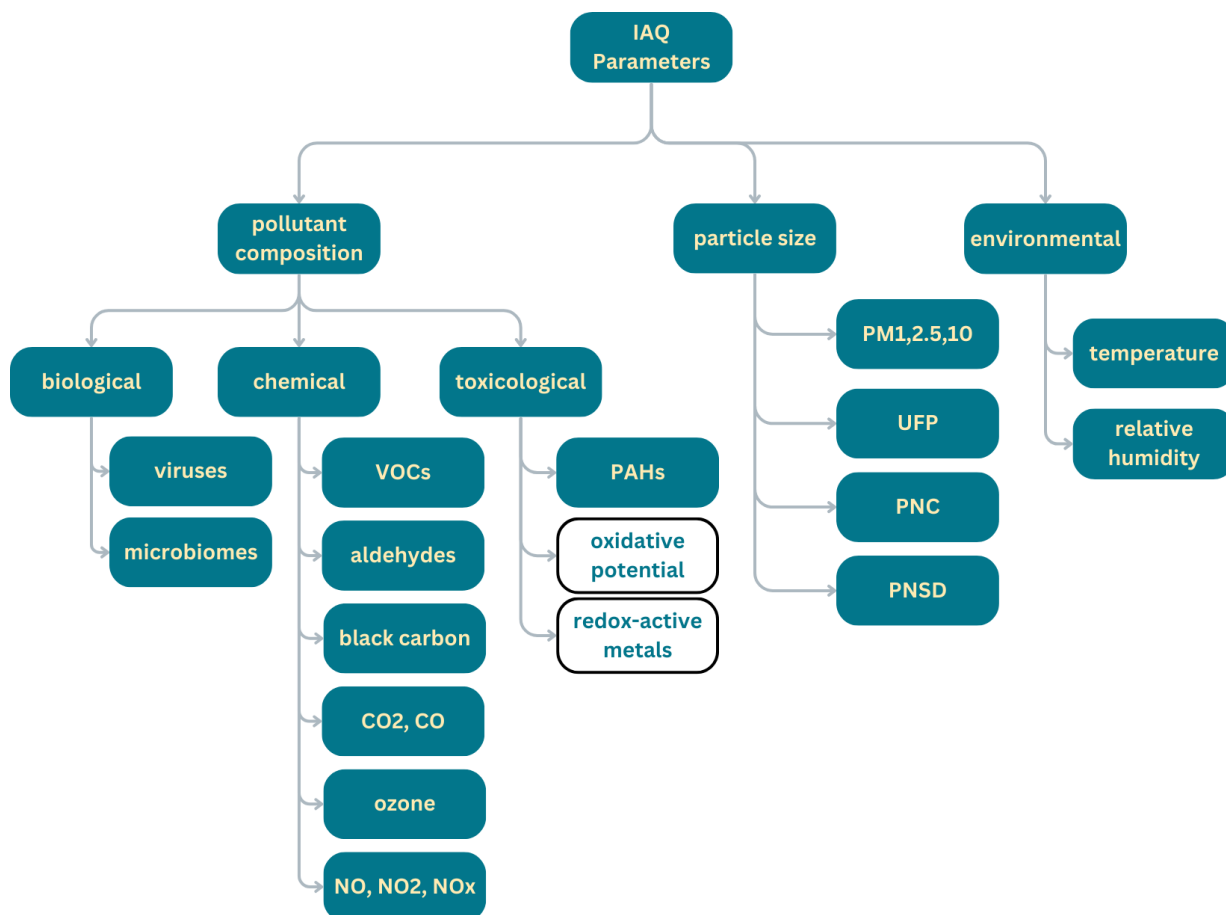 IAQ
Parameters
pollutant
composition
particle size
environmental
biological
chemical
toxicological
PM1,2.5,10
temperature
UFP
relative
humidity
viruses
VOCs
PAHs
PNC
microbiomes
aldehydes
oxidative
potential
PNSD
black carbon
redox-active
metals
CO2, CO
ozone
NO, NO2, NOx